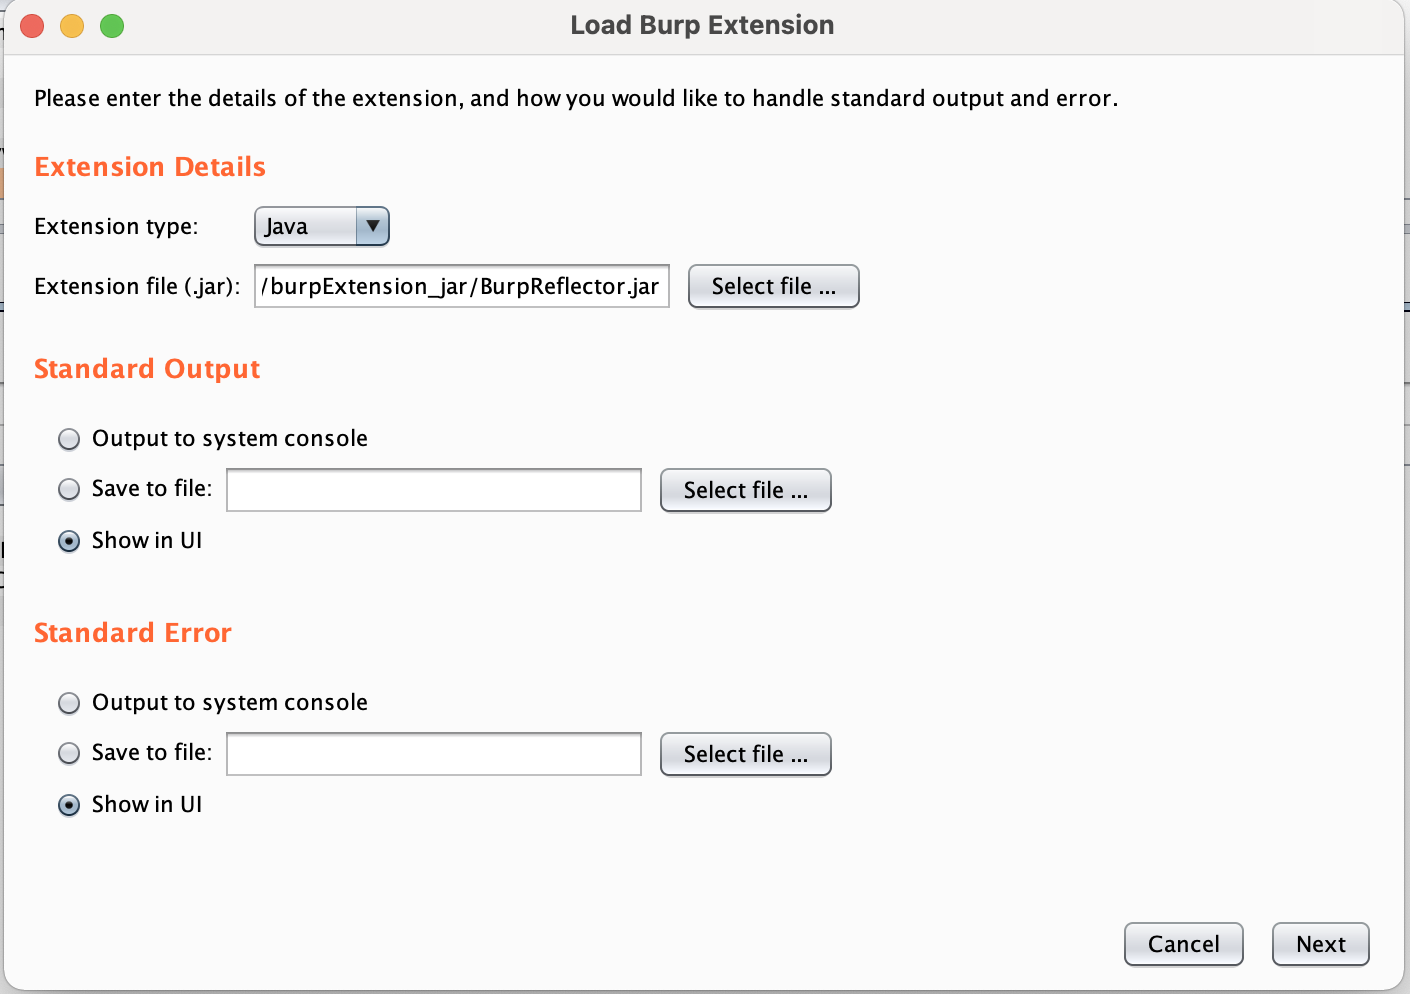 Load Burp Extension
Please enter the details of the extension, and how you would like to handle standard output and error.
Extension Details
Extension type: Java
Extension file (.jar): /burpExtension_jar/BurpReflector.jar Select file ...
Standard Output
Output to system console
Save to file: Select file ...
Show in UI
Standard Error
Output to system console
Save to file: Select file ...
Show in UI
Cancel Next